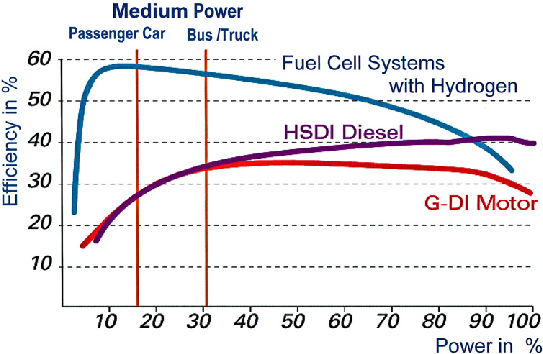 Medium Power
Passenger Car
Bus /Truck
60
50
40
30
20
10
Efficiency in %
Fuel Cell Systems
with Hydrogen
HSDI Diesel
G-DI Motor
10 20 30 40 50 60 70 80 90 100
Power in %